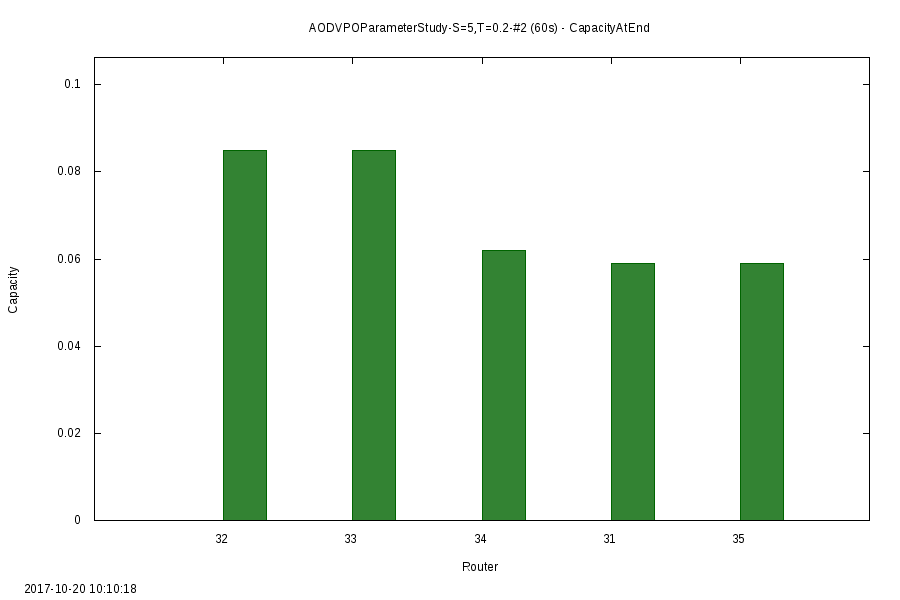 AODVPOParameterStudy-S=5,T=0.2-#2 (60s) - CapacityAtEnd
0.1
0.08
0.06
0.04
0.02
0
Capacity
32 33 34 31 35
Router
2017-10-20 10:10:18